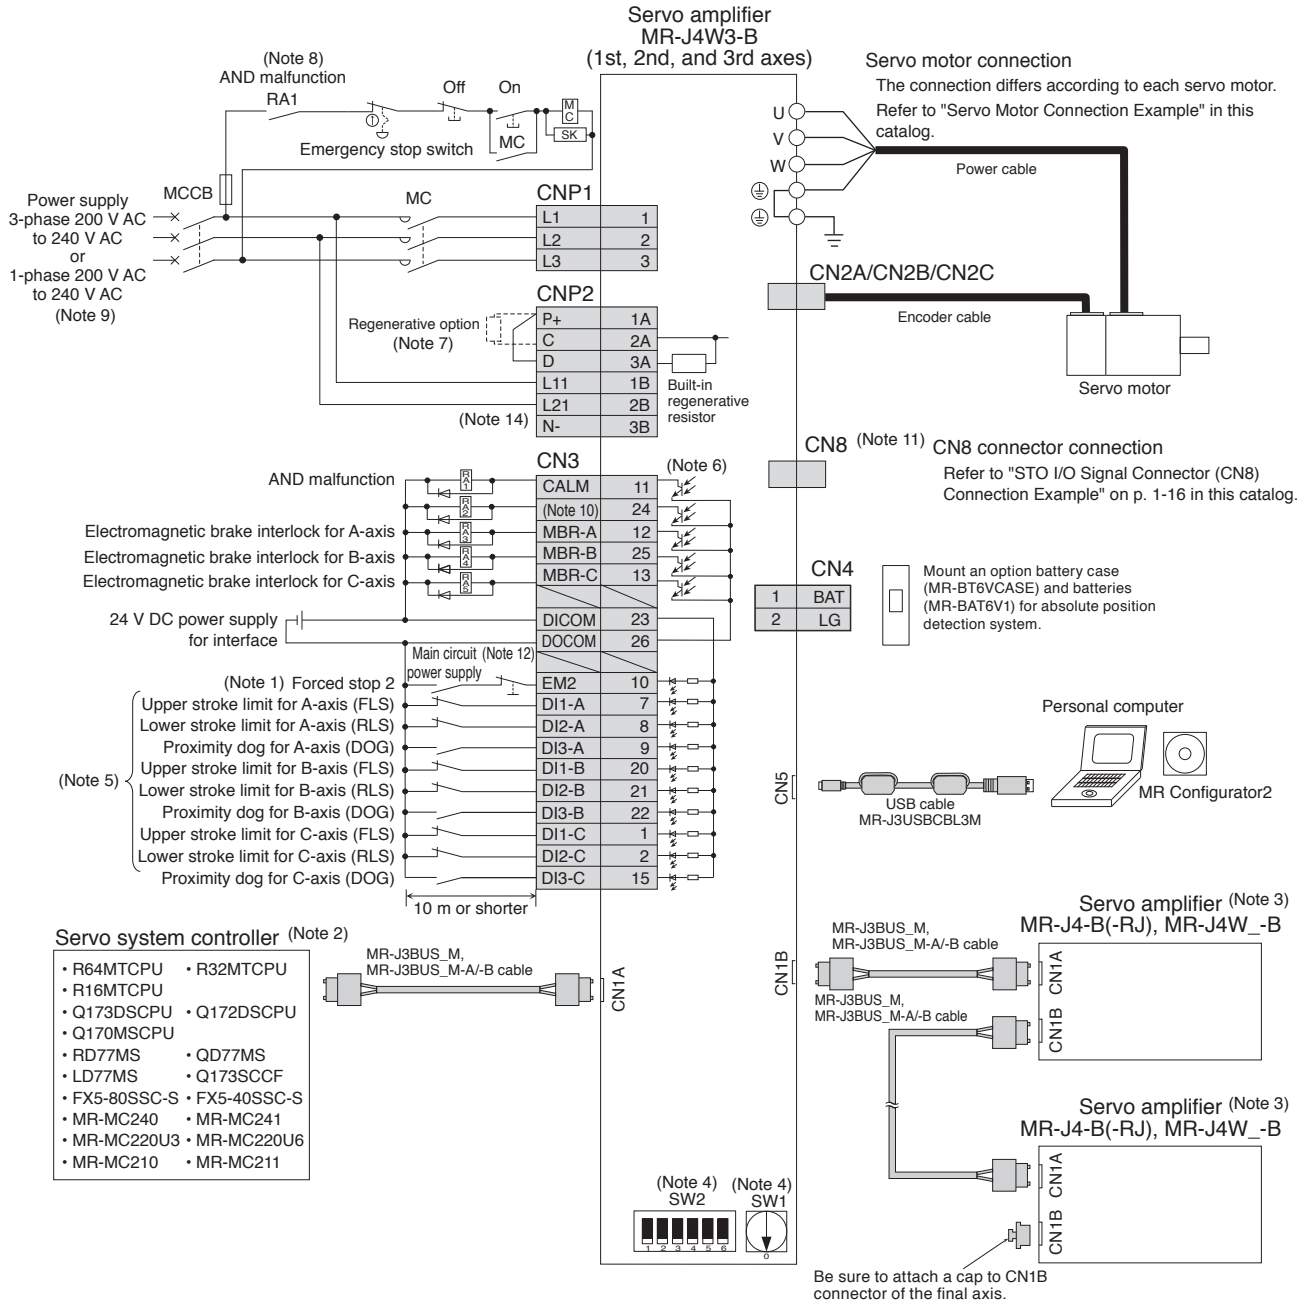 Servo amplifier
MR-J4W3-B
(1st, 2nd, and 3rd axes)
(Note 8)
AND malfunction
RA1
Off
On
MC
SK
MC
Emergency stop switch
Servo motor connection
The connection differs according to each servo motor.
Refer to "Servo Motor Connection Example" in this
catalog.
U
V
W
Power cable
Power supply
3-phase 200 V AC
to 240 V AC
or
1-phase 200 V AC
to 240 V AC
(Note 9)
MCCB
MC
CNP1
L1 1
L2 2
L3 3
CN2A/CN2B/CN2C
Encoder cable
Servo motor
CNP2
Regenerative option
(Note 7)
P+ 1A
C 2A
D 3A
L11 1B
L21 2B
N- 3B
(Note 14)
Built-in
regenerative
resistor
CN8 (Note 11)
CN8 connector connection
Refer to "STO I/O Signal Connector (CN8)
Connection Example" on p. 1-16 in this catalog.
CN3
(Note 6)
AND malfunction
RA1
CALM 11
RA2
(Note 10) 24
Electromagnetic brake interlock for A-axis
RA3
MBR-A 12
Electromagnetic brake interlock for B-axis
RA4
MBR-B 25
Electromagnetic brake interlock for C-axis
RA5
MBR-C 13
24 V DC power supply
for interface
DICOM 23
DOCOM 26
CN4
1 BAT
2 LG
Mount an option battery case
(MR-BT6VCASE) and batteries
(MR-BAT6V1) for absolute position
detection system.
Main circuit
power supply
(Note 12)
(Note 1) Forced stop 2
EM2 10
(Note 5)
Upper stroke limit for A-axis (FLS)
DI1-A 7
Lower stroke limit for A-axis (RLS)
DI2-A 8
Proximity dog for A-axis (DOG)
DI3-A 9
Upper stroke limit for B-axis (FLS)
DI1-B 20
Lower stroke limit for B-axis (RLS)
DI2-B 21
Proximity dog for B-axis (DOG)
DI3-B 22
Upper stroke limit for C-axis (FLS)
DI1-C 1
Lower stroke limit for C-axis (RLS)
DI2-C 2
Proximity dog for C-axis (DOG)
DI3-C 15
10 m or shorter
CN5
USB cable
MR-J3USBCBL3M
Personal computer
MR Configurator2
Servo system controller (Note 2)
• R64MTCPU • R32MTCPU
• R16MTCPU
• Q173DSCPU • Q172DSCPU
• Q170MSCPU
• RD77MS • QD77MS
• LD77MS • Q173SCCF
• FX5-80SSC-S • FX5-40SSC-S
• MR-MC240 • MR-MC241
• MR-MC220U3 • MR-MC220U6
• MR-MC210 • MR-MC211
MR-J3BUS_M,
MR-J3BUS_M-A/-B cable
CN1A
CN1B
MR-J3BUS_M,
MR-J3BUS_M-A/-B cable
MR-J3BUS_M,
MR-J3BUS_M-A/-B cable
Servo amplifier (Note 3)
MR-J4-B(-RJ), MR-J4W_-B
CN1A
CN1B
Servo amplifier (Note 3)
MR-J4-B(-RJ), MR-J4W_-B
CN1A
CN1B
(Note 4)
SW2
1 2 3 4 5 6
(Note 4)
SW1
0
Be sure to attach a cap to CN1B
connector of the final axis.